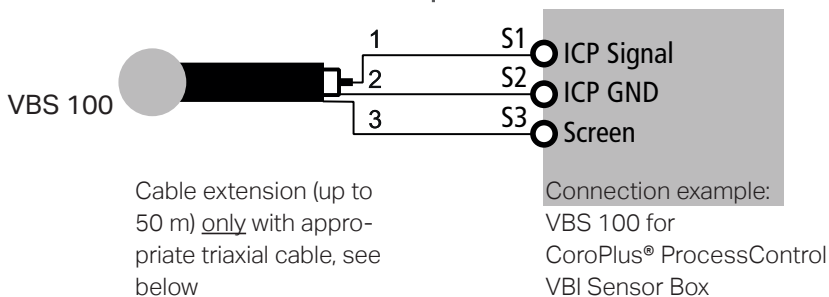 1
S1
ICP Signal
VBS 100
2
S2
ICP GND
3
S3
Screen
Cable extension (up to
50 m) only with appro-
priate triaxial cable, see
below
Connection example:
VBS 100 for
CoroPlus® ProcessControl
VBI Sensor Box